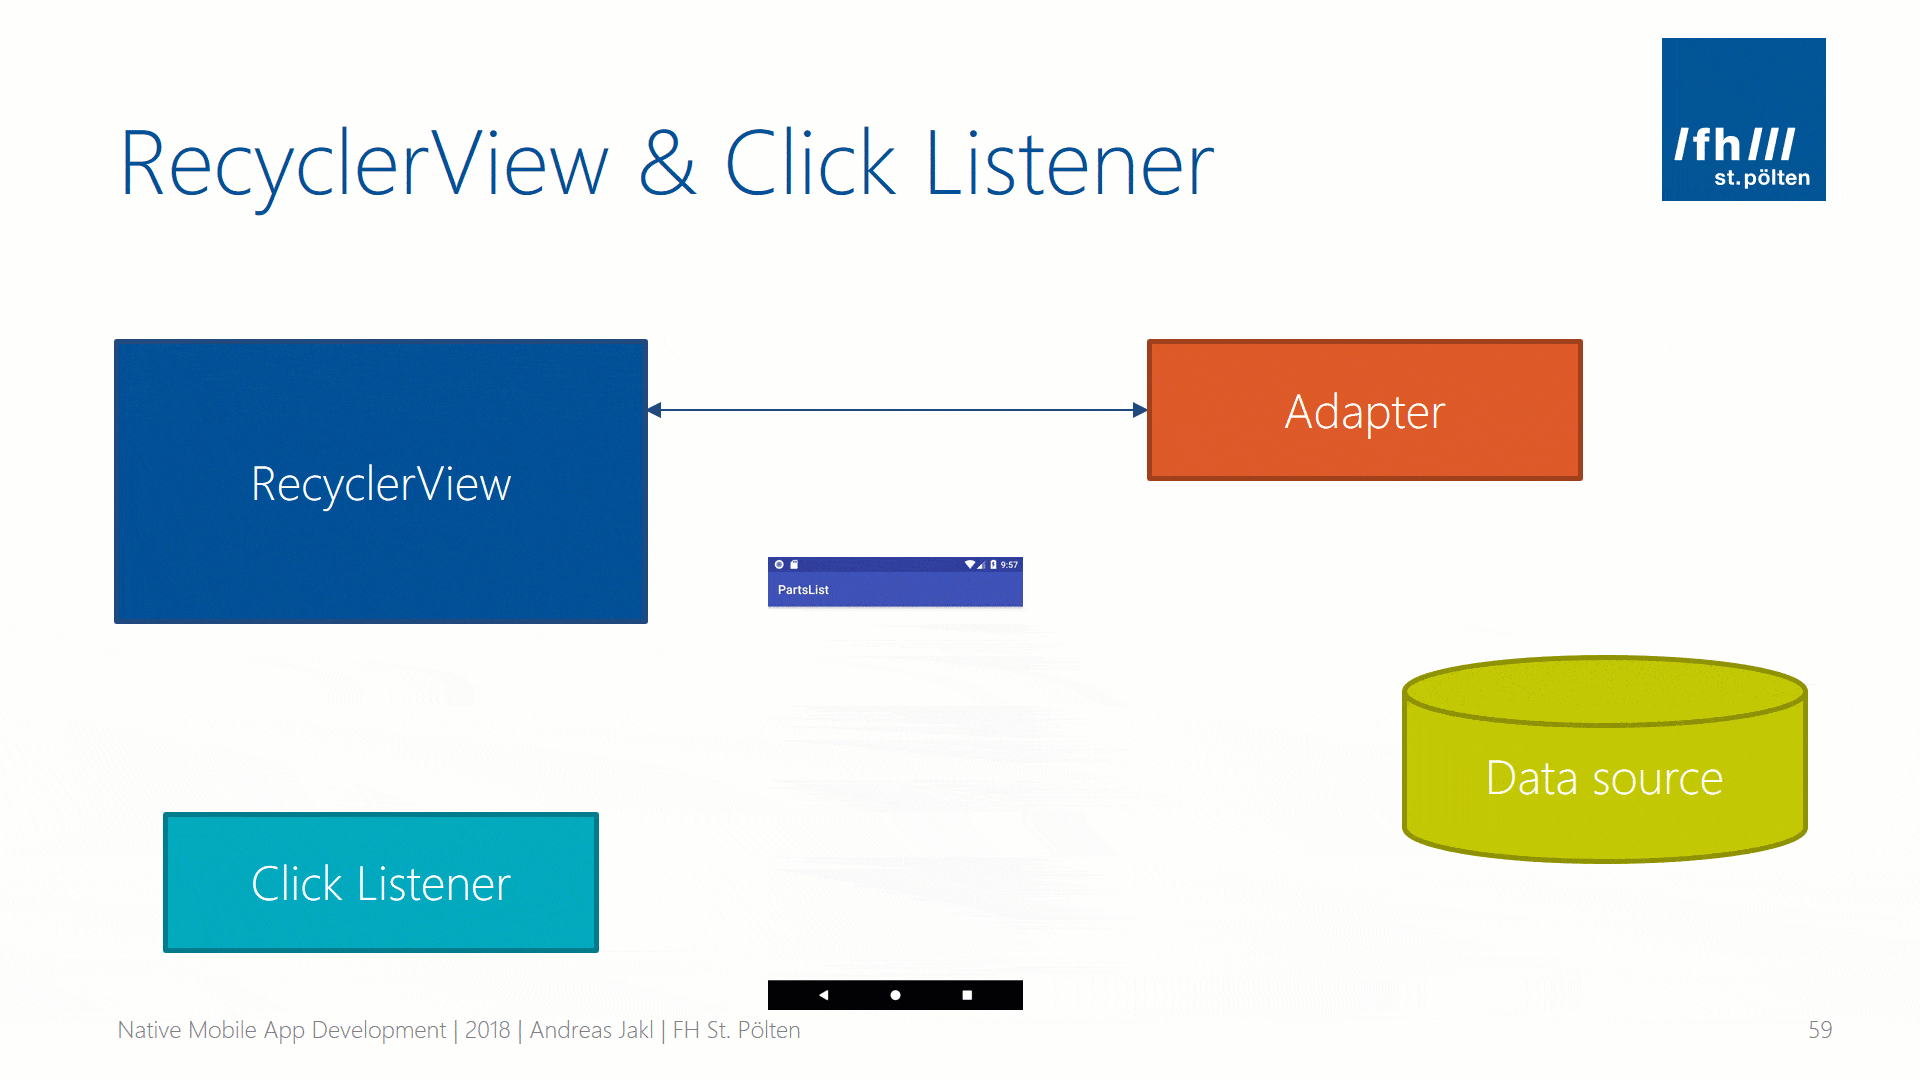 RecyclerView & Click Listener
/fh///
st.pölten
RecyclerView
Adapter
9:57
PartsList
Data source
Click Listener
Native Mobile App Development | 2018 | Andreas Jakl | FH St. Pölten
59